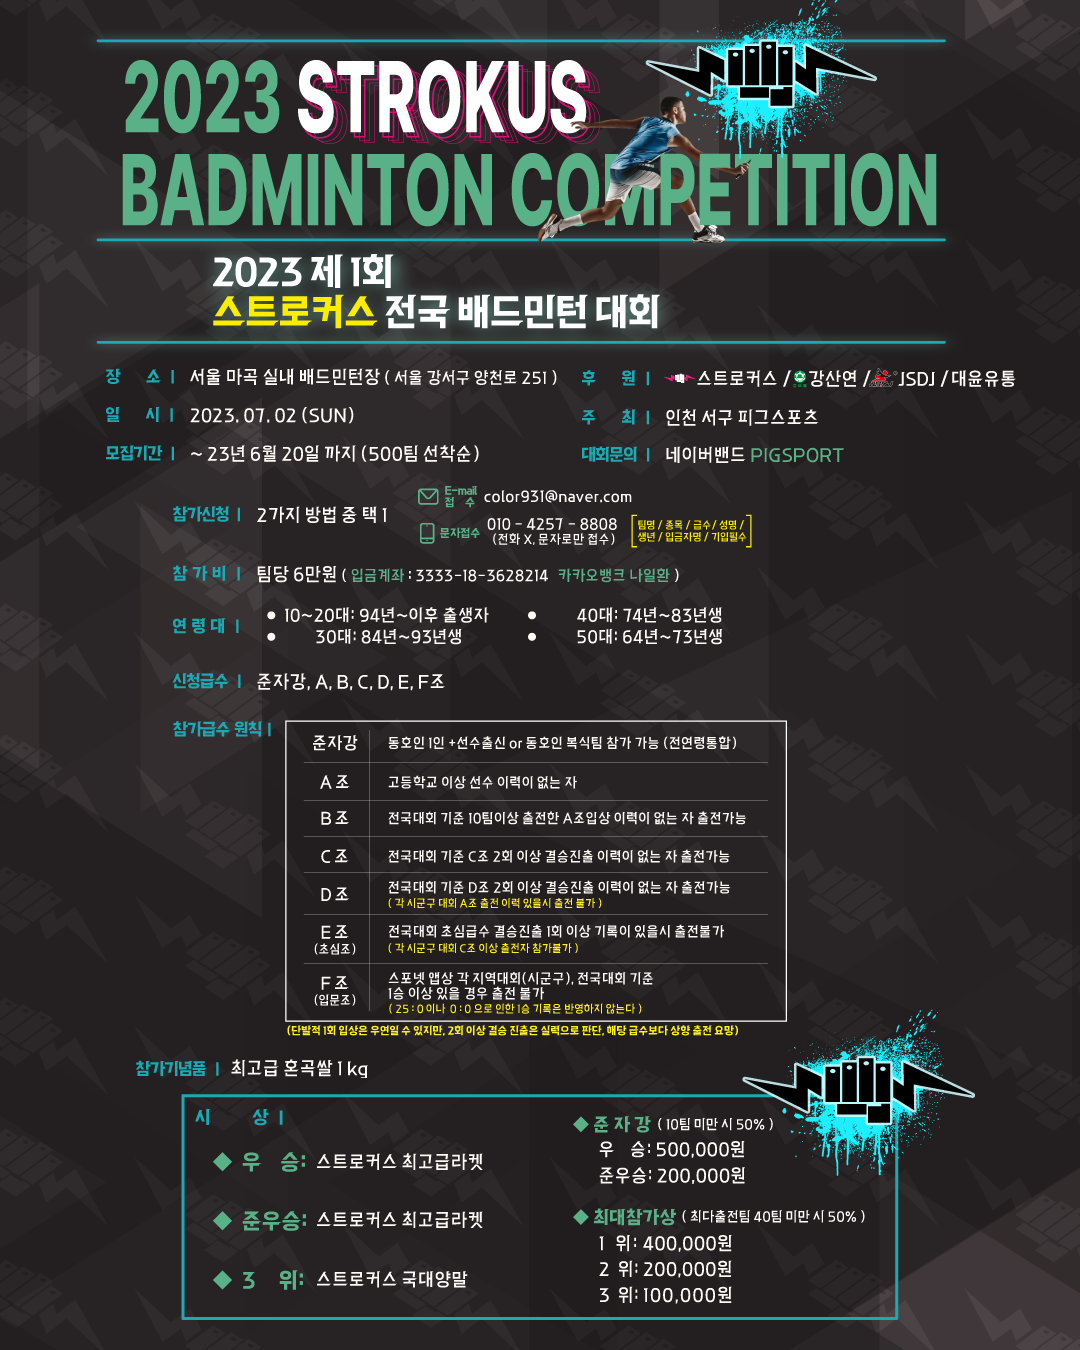 2023 STROKUS
BADMINTON COMPETITION
2023 제 1회
스트로커스 전국 배드민턴 대회
장 소 | 서울 마곡 실내 배드민턴장 ( 서울 강서구 양천로 251 )
일 시 | 2023. 07. 02 (SUN)
모집기간 | ~ 23년 6월 20일 까지 (500팀 선착순)
후 원 | 스트로커스 / 강산연 / JSDJ / 대윤유통
주 최 | 인천 서구 피그스포츠
대회문의 | 네이버밴드 PIGSPORT
참가신청 | 2가지 방법 중 택 1
E-mail 접 수 color931@naver.com
문자접수 010 - 4257 - 8808
(전화 X, 문자로만 접수)
팀명 / 종목 / 급수 / 성명 /
생년 / 입금자명 / 기입필수
참 가 비 | 팀당 6만원 ( 입금계좌 : 3333-18-3628214 카카오뱅크 나일환 )
연 령 대 |
● 10~20대: 94년~이후 출생자 ● 40대: 74년~83년생
● 30대: 84년~93년생 ● 50대: 64년~73년생
신청급수 | 준자강, A, B, C, D, E, F조
참가급수 원칙 |
준자강 동호인 1인 +선수출신 or 동호인 복식팀 참가 가능 (전연령통합)
A 조 고등학교 이상 선수 이력이 없는 자
B 조 전국대회 기준 10팀이상 출전한 A조입상 이력이 없는 자 출전가능
C 조 전국대회 기준 C조 2회 이상 결승진출 이력이 없는 자 출전가능
D 조 전국대회 기준 D조 2회 이상 결승진출 이력이 없는 자 출전가능
( 각 시군구 대회 A조 출전 이력 있을시 출전 불가 )
E 조 전국대회 초심급수 결승진출 1회 이상 기록이 있을시 출전불가
(초심조) ( 각 시군구 대회 C조 이상 출전자 참가불가 )
F 조 스포넷 앱상 각 지역대회(시군구), 전국대회 기준
(입문조) 1승 이상 있을 경우 출전 불가
( 25 : 0 이나 0 : 0 으로 인한 1승 기록은 반영하지 않는다 )
(단발적 1회 입상은 우연일 수 있지만, 2회 이상 결승 진출은 실력으로 판단, 해당 급수보다 상향 출전 요망)
참가기념품 | 최고급 혼곡쌀 1kg
시 상 |
◆ 우 승: 스트로커스 최고급라켓
◆ 준우승: 스트로커스 최고급라켓
◆ 3 위: 스트로커스 국대양말
◆ 준 자 강 ( 10팀 미만 시 50% )
우 승: 500,000원
준우승: 200,000원
◆ 최대참가상 ( 최다출전팀 40팀 미만 시 50% )
1 위: 400,000원
2 위: 200,000원
3 위: 100,000원